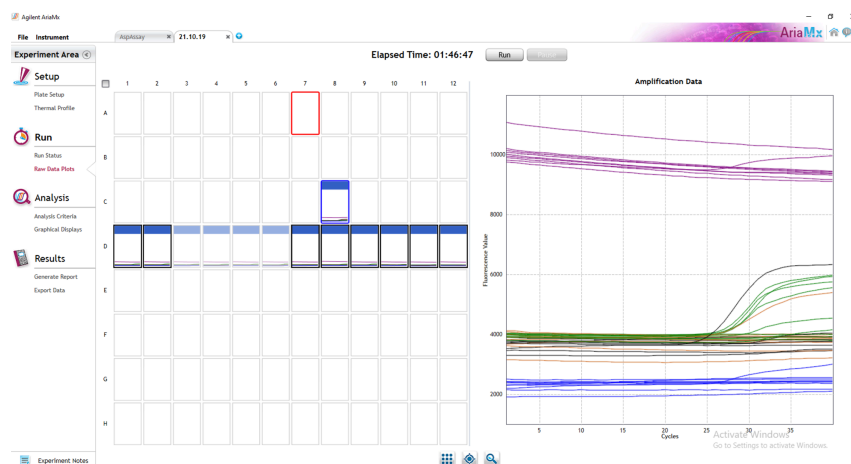 Agilent AriaMx
File Instrument
AspAssay
21.10.19
AriaMx
Experiment Area
Elapsed Time: 01:46:47
Run
Setup
Plate Setup
Thermal Profile
Run
Run Status
Raw Data Plots
Analysis
Analysis Criteria
Graphical Displays
Results
Generate Report
Export Data
Experiment Notes
1 2 3 4 5 6 7 8 9 10 11 12
A
B
C
D
E
F
G
H
Amplification Data
Fluorescence Value
10000
8000
6000
4000
2000
5 10 15 20 25 30 35
Cycles
Activate Windows
Go to Settings to activate Windows.